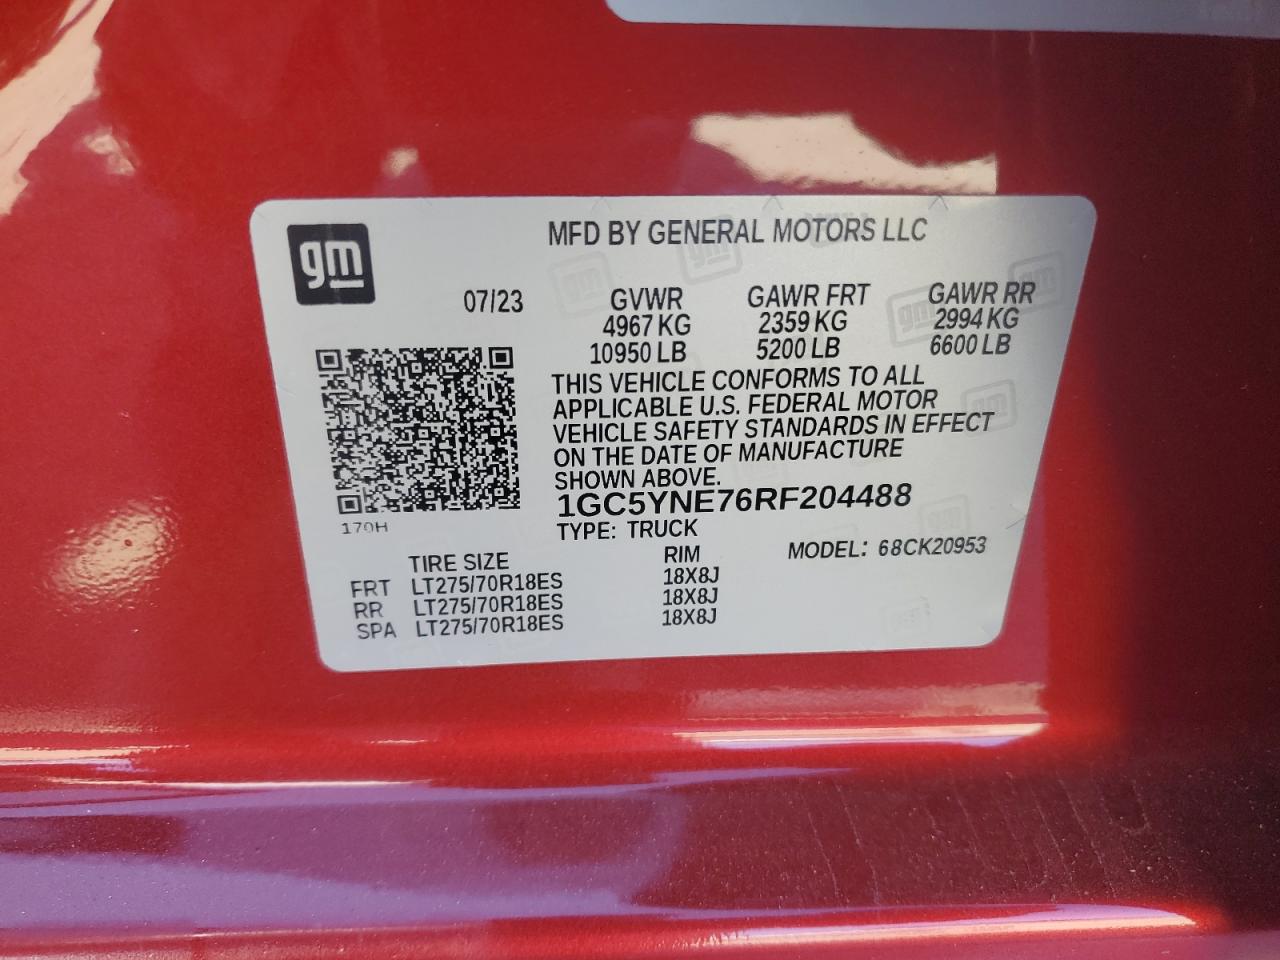 gm
MFD BY GENERAL MOTORS LLC
07/23
GVWR GAWR FRT GAWR RR
4967 KG 2359 KG 2994 KG
10950 LB 5200 LB 6600 LB
THIS VEHICLE CONFORMS TO ALL
APPLICABLE U.S. FEDERAL MOTOR
VEHICLE SAFETY STANDARDS IN EFFECT
ON THE DATE OF MANUFACTURE
SHOWN ABOVE.
1GC5YNE76RF204488
170H
TYPE: TRUCK
MODEL: 68CK20953
TIRE SIZE RIM
FRT LT275/70R18ES 18X8J
RR LT275/70R18ES 18X8J
SPA LT275/70R18ES 18X8J